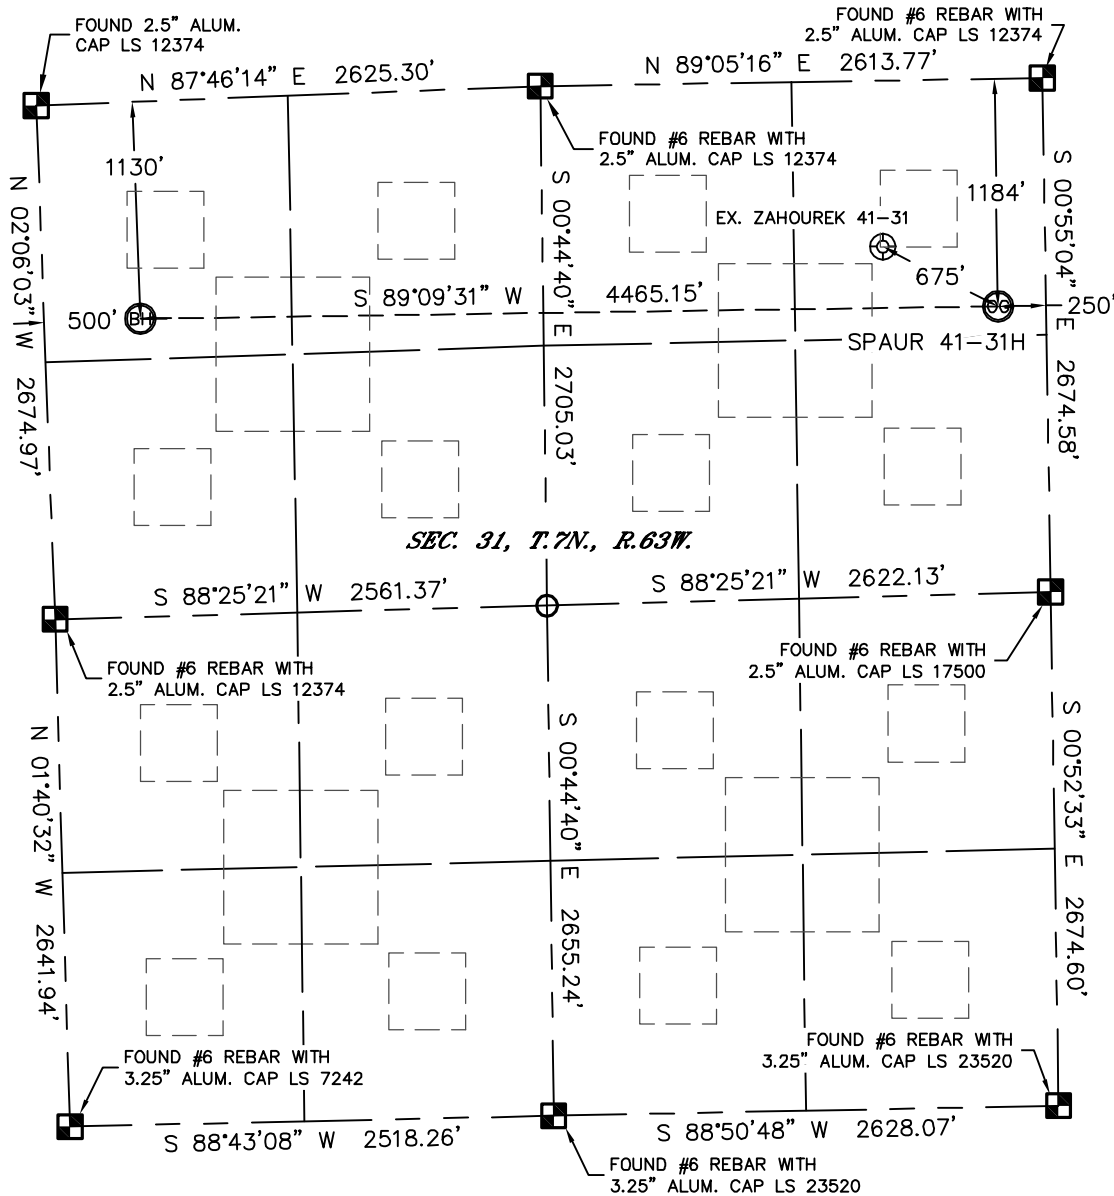 FOUND 2.5” ALUM.
CAP LS 12374
FOUND #6 REBAR WITH
2.5” ALUM. CAP LS 12374
N 87°46’14” E 2625.30’
N 89°05’16” E 2613.77’
FOUND #6 REBAR WITH
2.5” ALUM. CAP LS 12374
1130’
1184’
N 02°06’03” W 2674.97’
S 00°44’40” E 2705.03’
S 00°55’04” E 2674.58’
EX. ZAHOUREK 41-31
675’
S 89°09’31” W 4465.15’
500’
BH
OG
250’
SPAUR 41-31H
SEC. 31, T.7N., R.63W.
S 88°25’21” W 2561.37’
S 88°25’21” W 2622.13’
FOUND #6 REBAR WITH
2.5” ALUM. CAP LS 12374
FOUND #6 REBAR WITH
2.5” ALUM. CAP LS 17500
N 01°40’32” W 2641.94’
S 00°44’40” E 2655.24’
S 00°52’33” E 2674.60’
FOUND #6 REBAR WITH
3.25” ALUM. CAP LS 7242
FOUND #6 REBAR WITH
3.25” ALUM. CAP LS 23520
S 88°43’08” W 2518.26’
S 88°50’48” W 2628.07’
FOUND #6 REBAR WITH
3.25” ALUM. CAP LS 23520